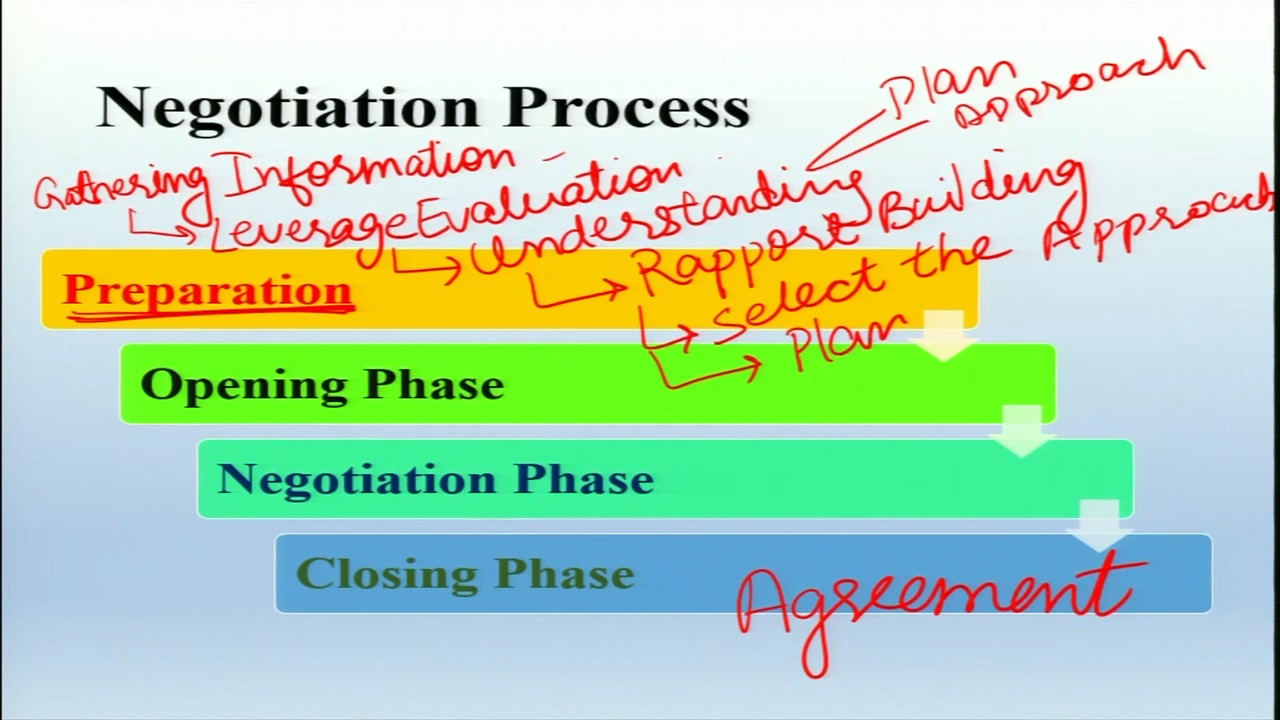 Negotiation Process
Plan
Approach
Gathering Information
Leverage Evaluation
Understanding
Rapport Building
Select the Approach
Plan
Preparation
Opening Phase
Negotiation Phase
Closing Phase
Agreement